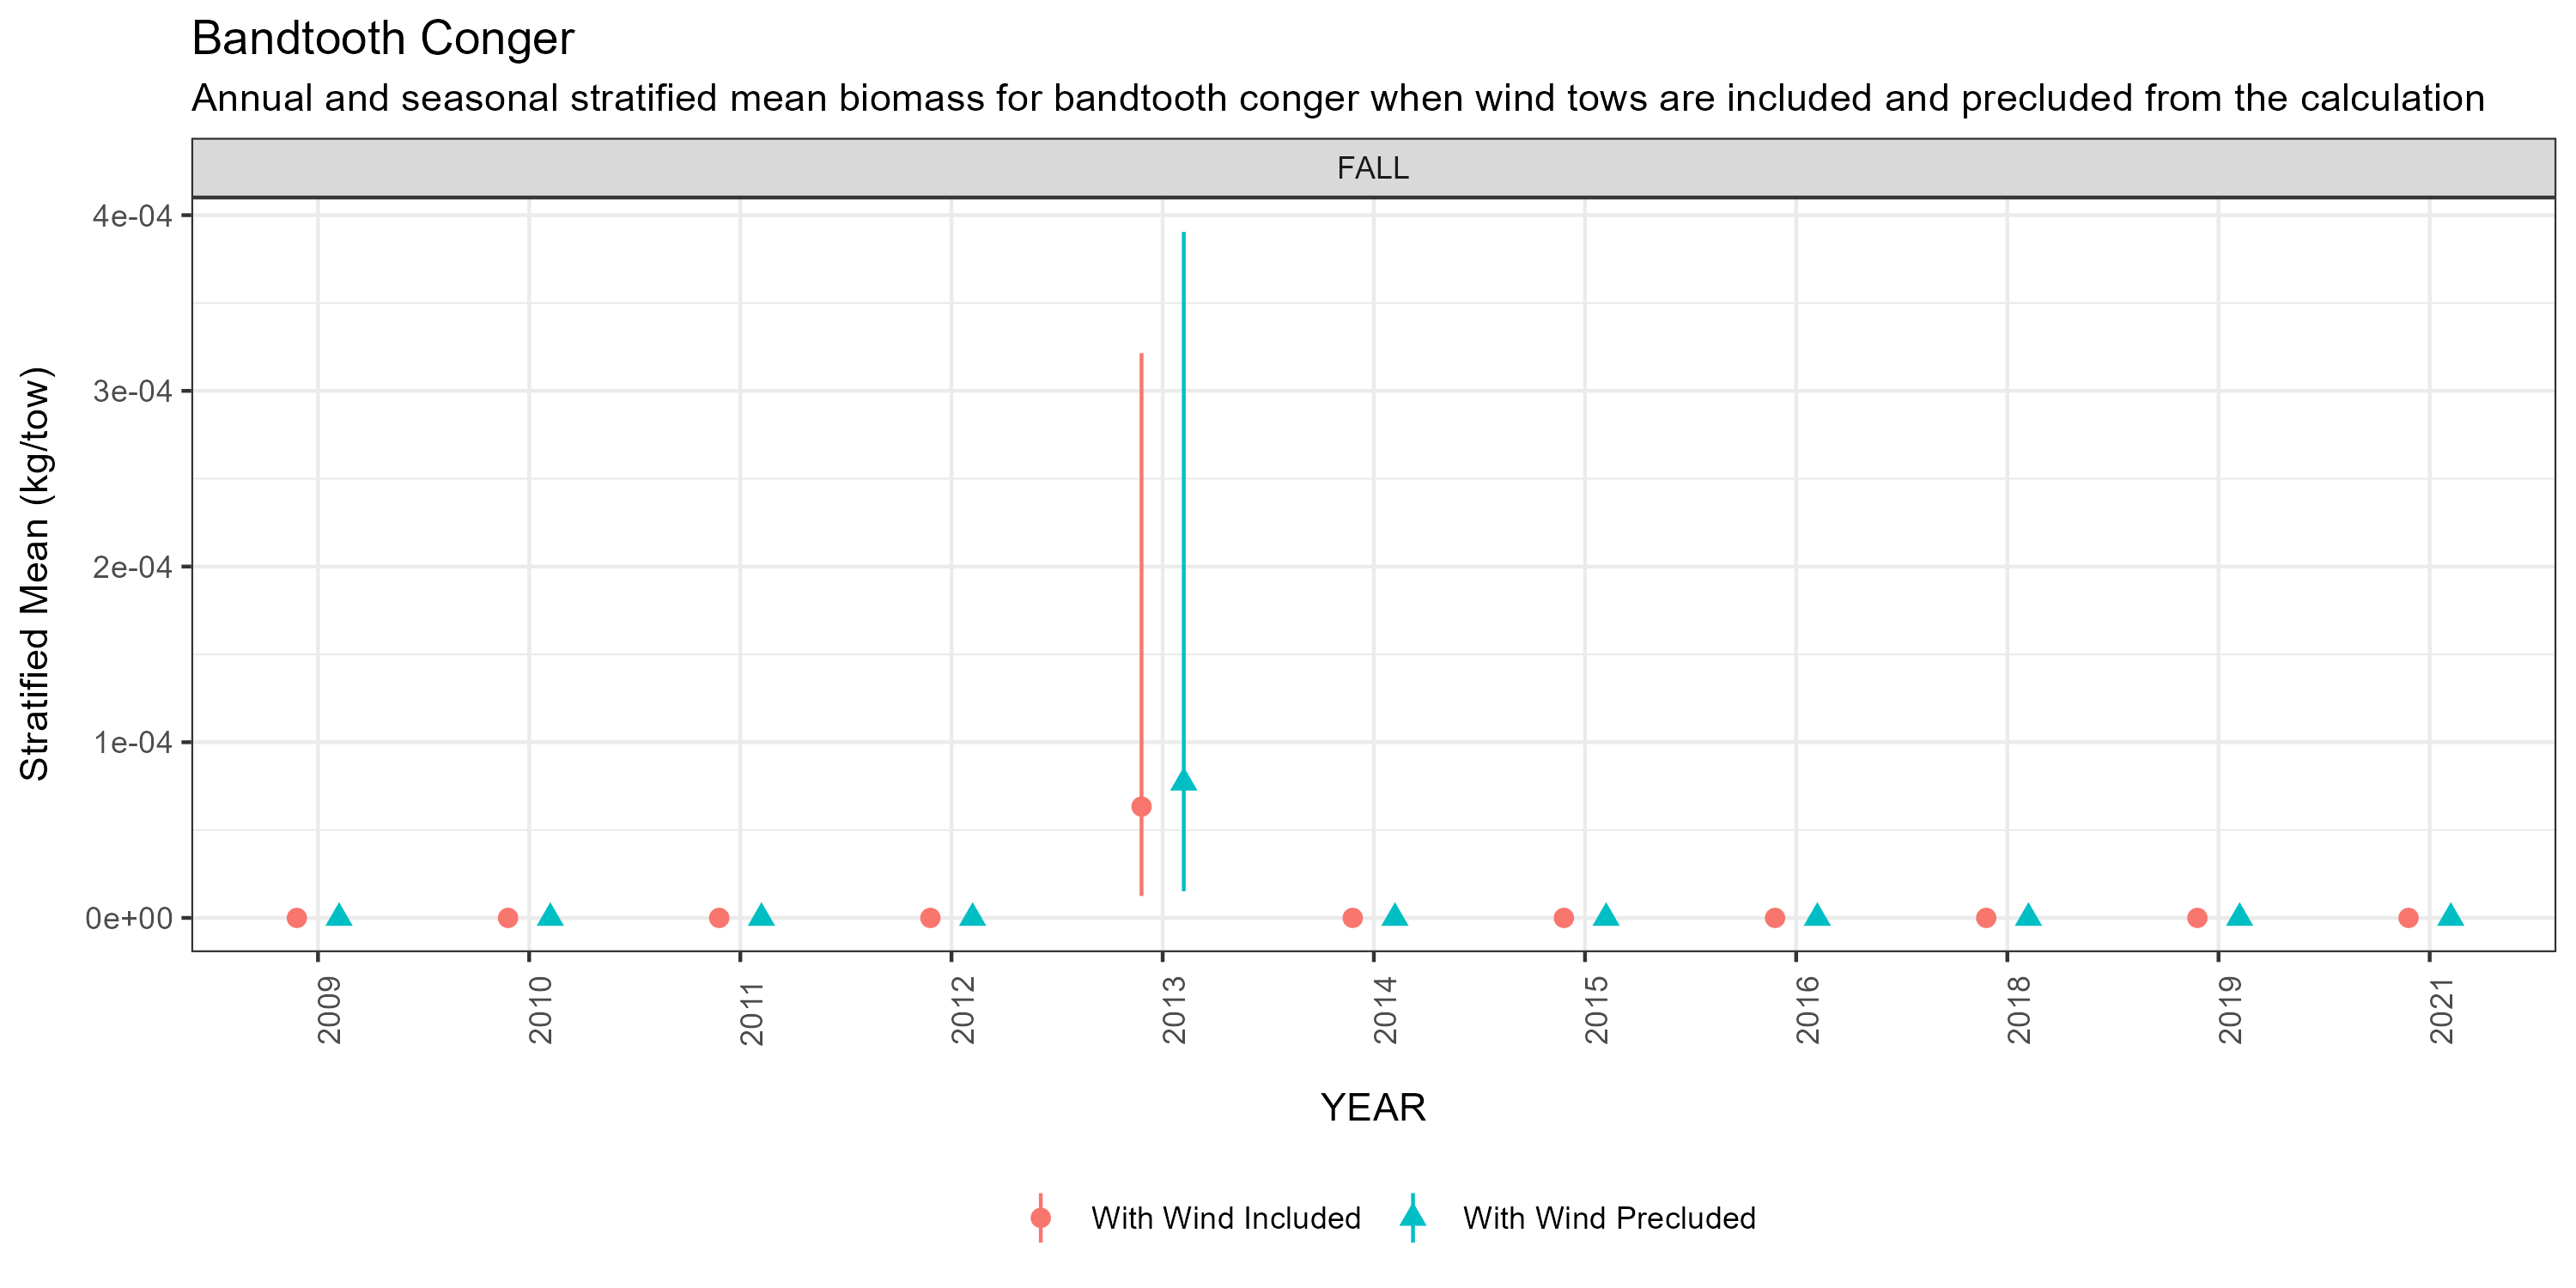 Bandtooth Conger
Annual and seasonal stratified mean biomass for bandtooth conger when wind tows are included and precluded from the calculation
FALL
Stratified Mean (kg/tow)
4e-04
3e-04
2e-04
1e-04
0e+00
2009
2010
2011
2012
2013
2014
2015
2016
2018
2019
2021
YEAR
With Wind Included
With Wind Precluded